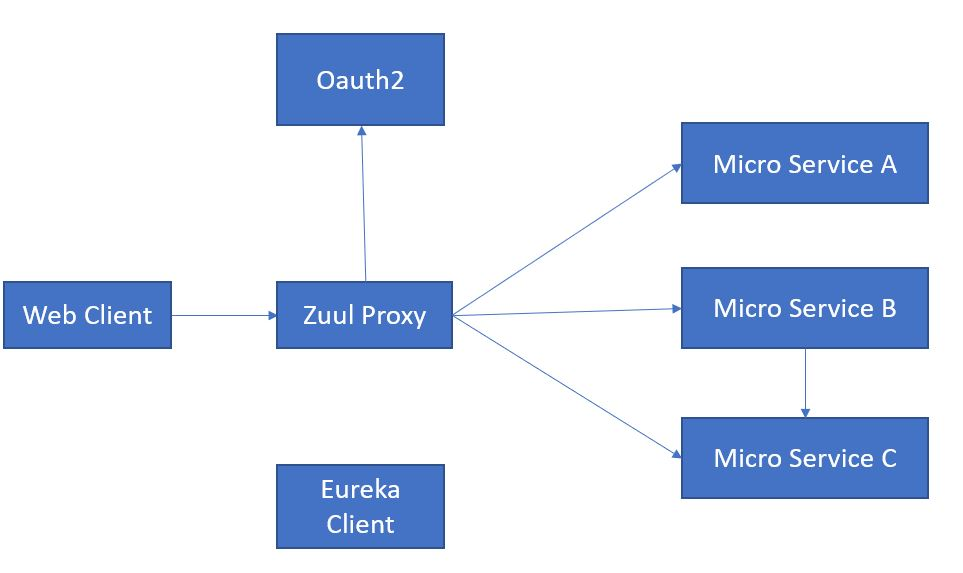 Oauth2
Micro Service A
Web Client
Zuul Proxy
Micro Service B
Micro Service C
Eureka
Client